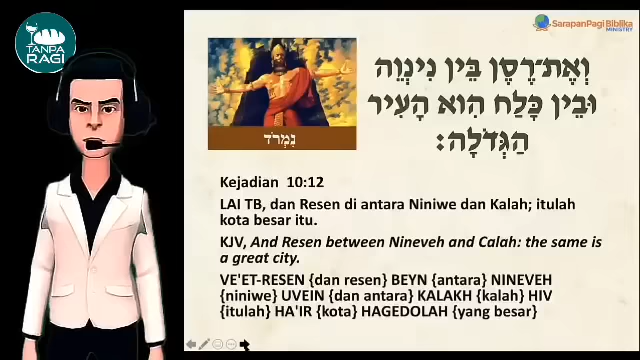 TANPA
RAGI
SarapanPagi Biblika
MINISTRY
וְאֶת־רֶסֶן בֵּין נִינְוֵה
וּבֵין כָּלַח הִוא הָעִיר
הַגְּדֹלָה׃
נִמְרֹד
Kejadian 10:12
LAI TB, dan Resen di antara Niniwe dan Kalah; itulah
kota besar itu.
KJV, And Resen between Nineveh and Calah: the same is
a great city.
VE'ET-RESEN {dan resen} BEYN {antara} NINEVEH
{niniwe} UVEIN {dan antara} KALAKH {kalah} HIV
{itulah} HA'IR {kota} HAGEDOLAH {yang besar}